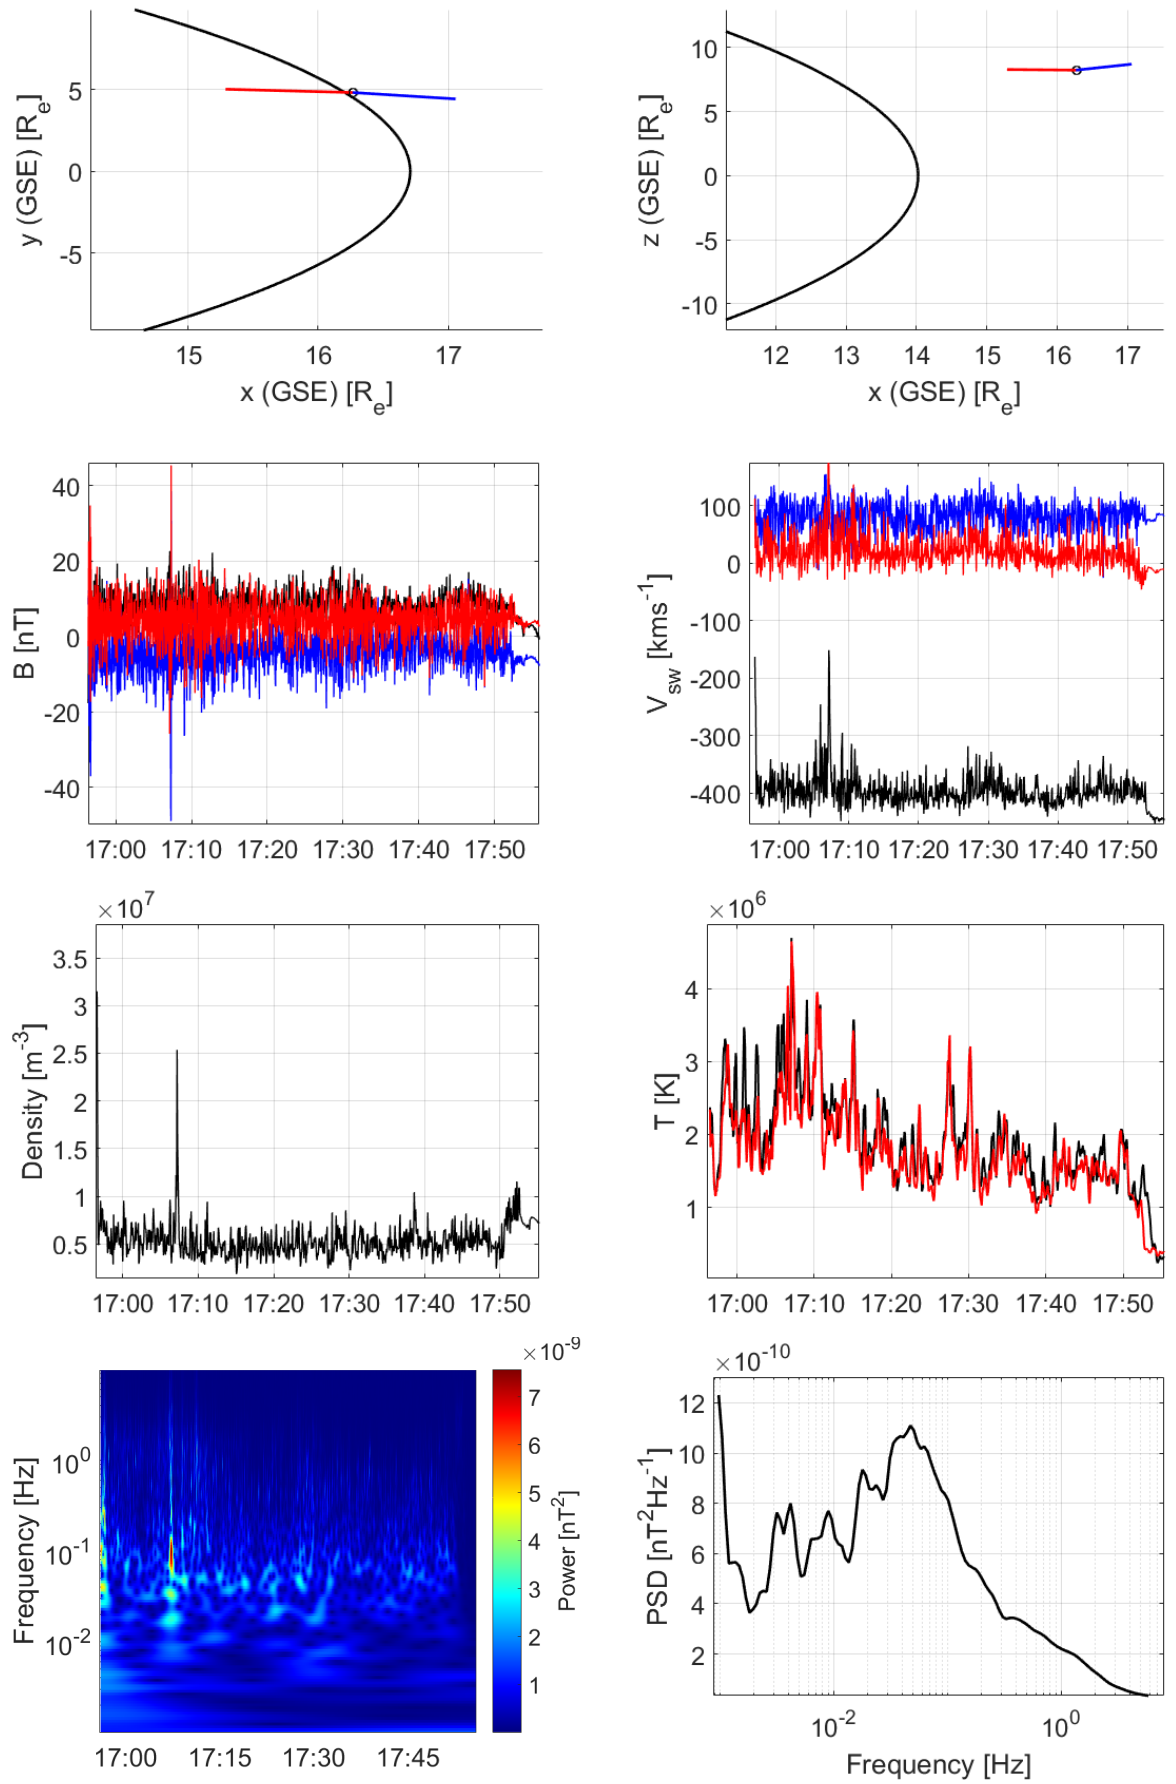 5
0
-5
y (GSE) [Re]
15 16 17
x (GSE) [Re]
10
5
0
-5
-10
z (GSE) [Re]
12 13 14 15 16 17
x (GSE) [Re]
40
20
0
-20
-40
B [nT]
17:00 17:10 17:20 17:30 17:40 17:50
100
0
-100
-200
-300
-400
Vsw [kms-1]
17:00 17:10 17:20 17:30 17:40 17:50
×10^7
3.5
3
2.5
2
1.5
1
0.5
Density [m-3]
17:00 17:10 17:20 17:30 17:40 17:50
×10^6
4
3
2
1
T [K]
17:00 17:10 17:20 17:30 17:40 17:50
10^0
10^-1
10^-2
Frequency [Hz]
17:00 17:15 17:30 17:45
×10^-9
7
6
5
4
3
2
1
Power [nT^2]
×10^-10
12
10
8
6
4
2
PSD [nT^2Hz^-1]
10^-2 10^0
Frequency [Hz]